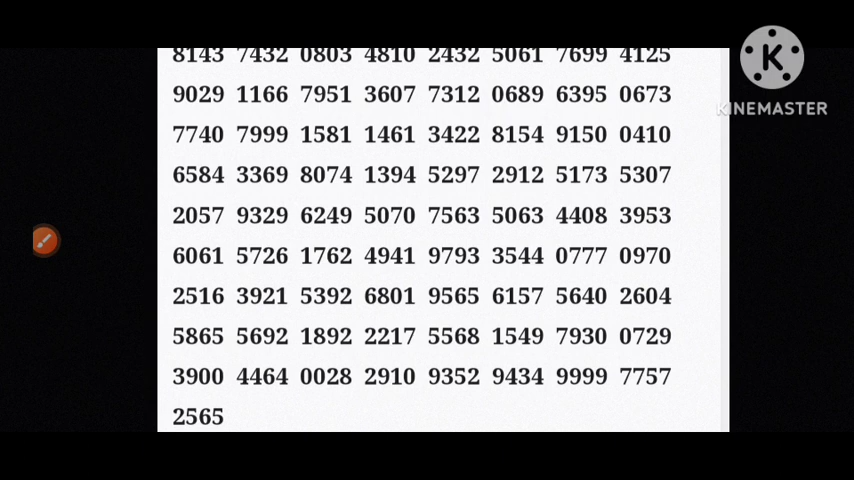 8143 7432 0803 4810 2432 5061 7699 4125
9029 1166 7951 3607 7312 0689 6395 0673
7740 7999 1581 1461 3422 8154 9150 0410
6584 3369 8074 1394 5297 2912 5173 5307
2057 9329 6249 5070 7563 5063 4408 3953
6061 5726 1762 4941 9793 3544 0777 0970
2516 3921 5392 6801 9565 6157 5640 2604
5865 5692 1892 2217 5568 1549 7930 0729
3900 4464 0028 2910 9352 9434 9999 7757
2565
K
KINEMASTER